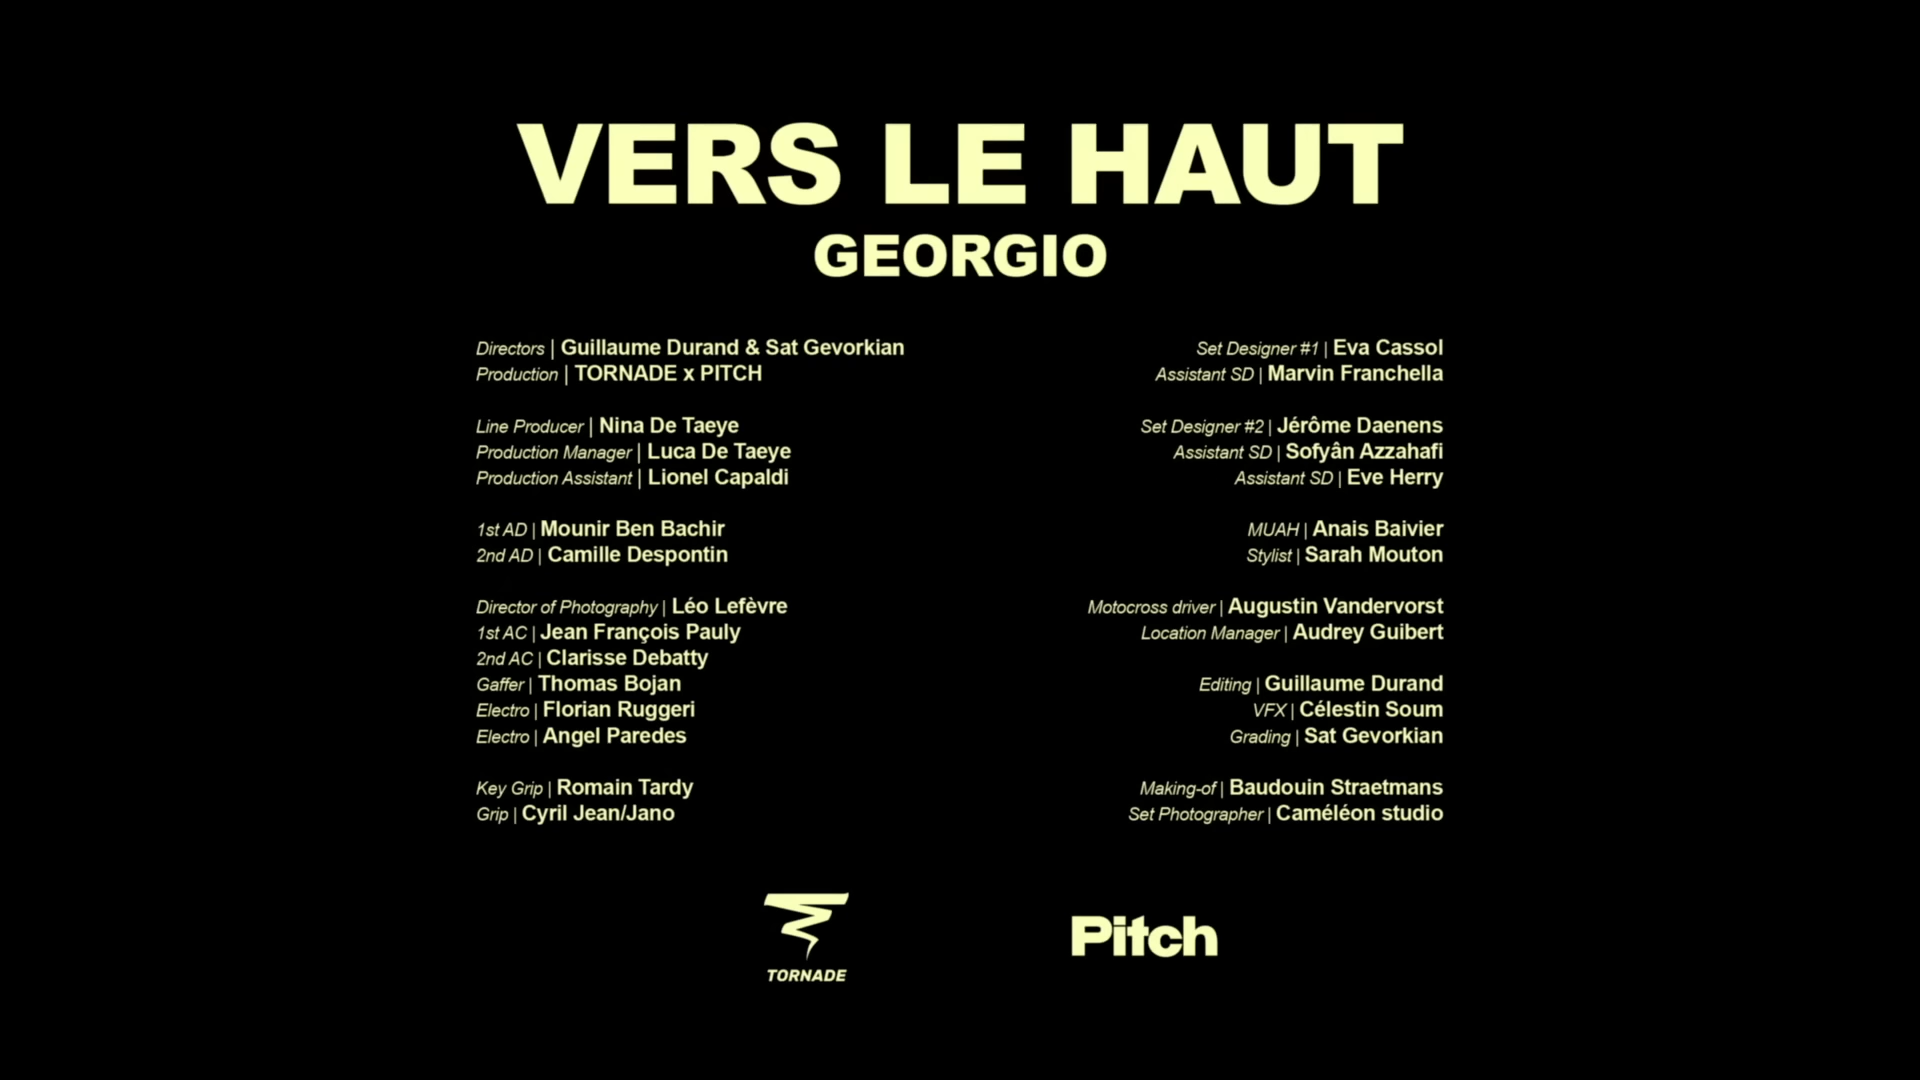 VERS LE HAUT
GEORGIO
Directors | Guillaume Durand & Sat Gevorkian
Production | TORNADE x PITCH
Line Producer | Nina De Taeye
Production Manager | Luca De Taeye
Production Assistant | Lionel Capaldi
1st AD | Mounir Ben Bachir
2nd AD | Camille Despontin
Director of Photography | Léo Lefèvre
1st AC | Jean François Pauly
2nd AC | Clarisse Debatty
Gaffer | Thomas Bojan
Electro | Florian Ruggeri
Electro | Angel Paredes
Key Grip | Romain Tardy
Grip | Cyril Jean/Jano
Set Designer #1 | Eva Cassol
Assistant SD | Marvin Franchella
Set Designer #2 | Jérôme Daenens
Assistant SD | Sofyân Azzahafi
Assistant SD | Eve Herry
MUAH | Anais Baivier
Stylist | Sarah Mouton
Motocross driver | Augustin Vandervorst
Location Manager | Audrey Guibert
Editing | Guillaume Durand
VFX | Célestin Soum
Grading | Sat Gevorkian
Making-of | Baudouin Straetmans
Set Photographer | Caméléon studio
TORNADE
Pitch